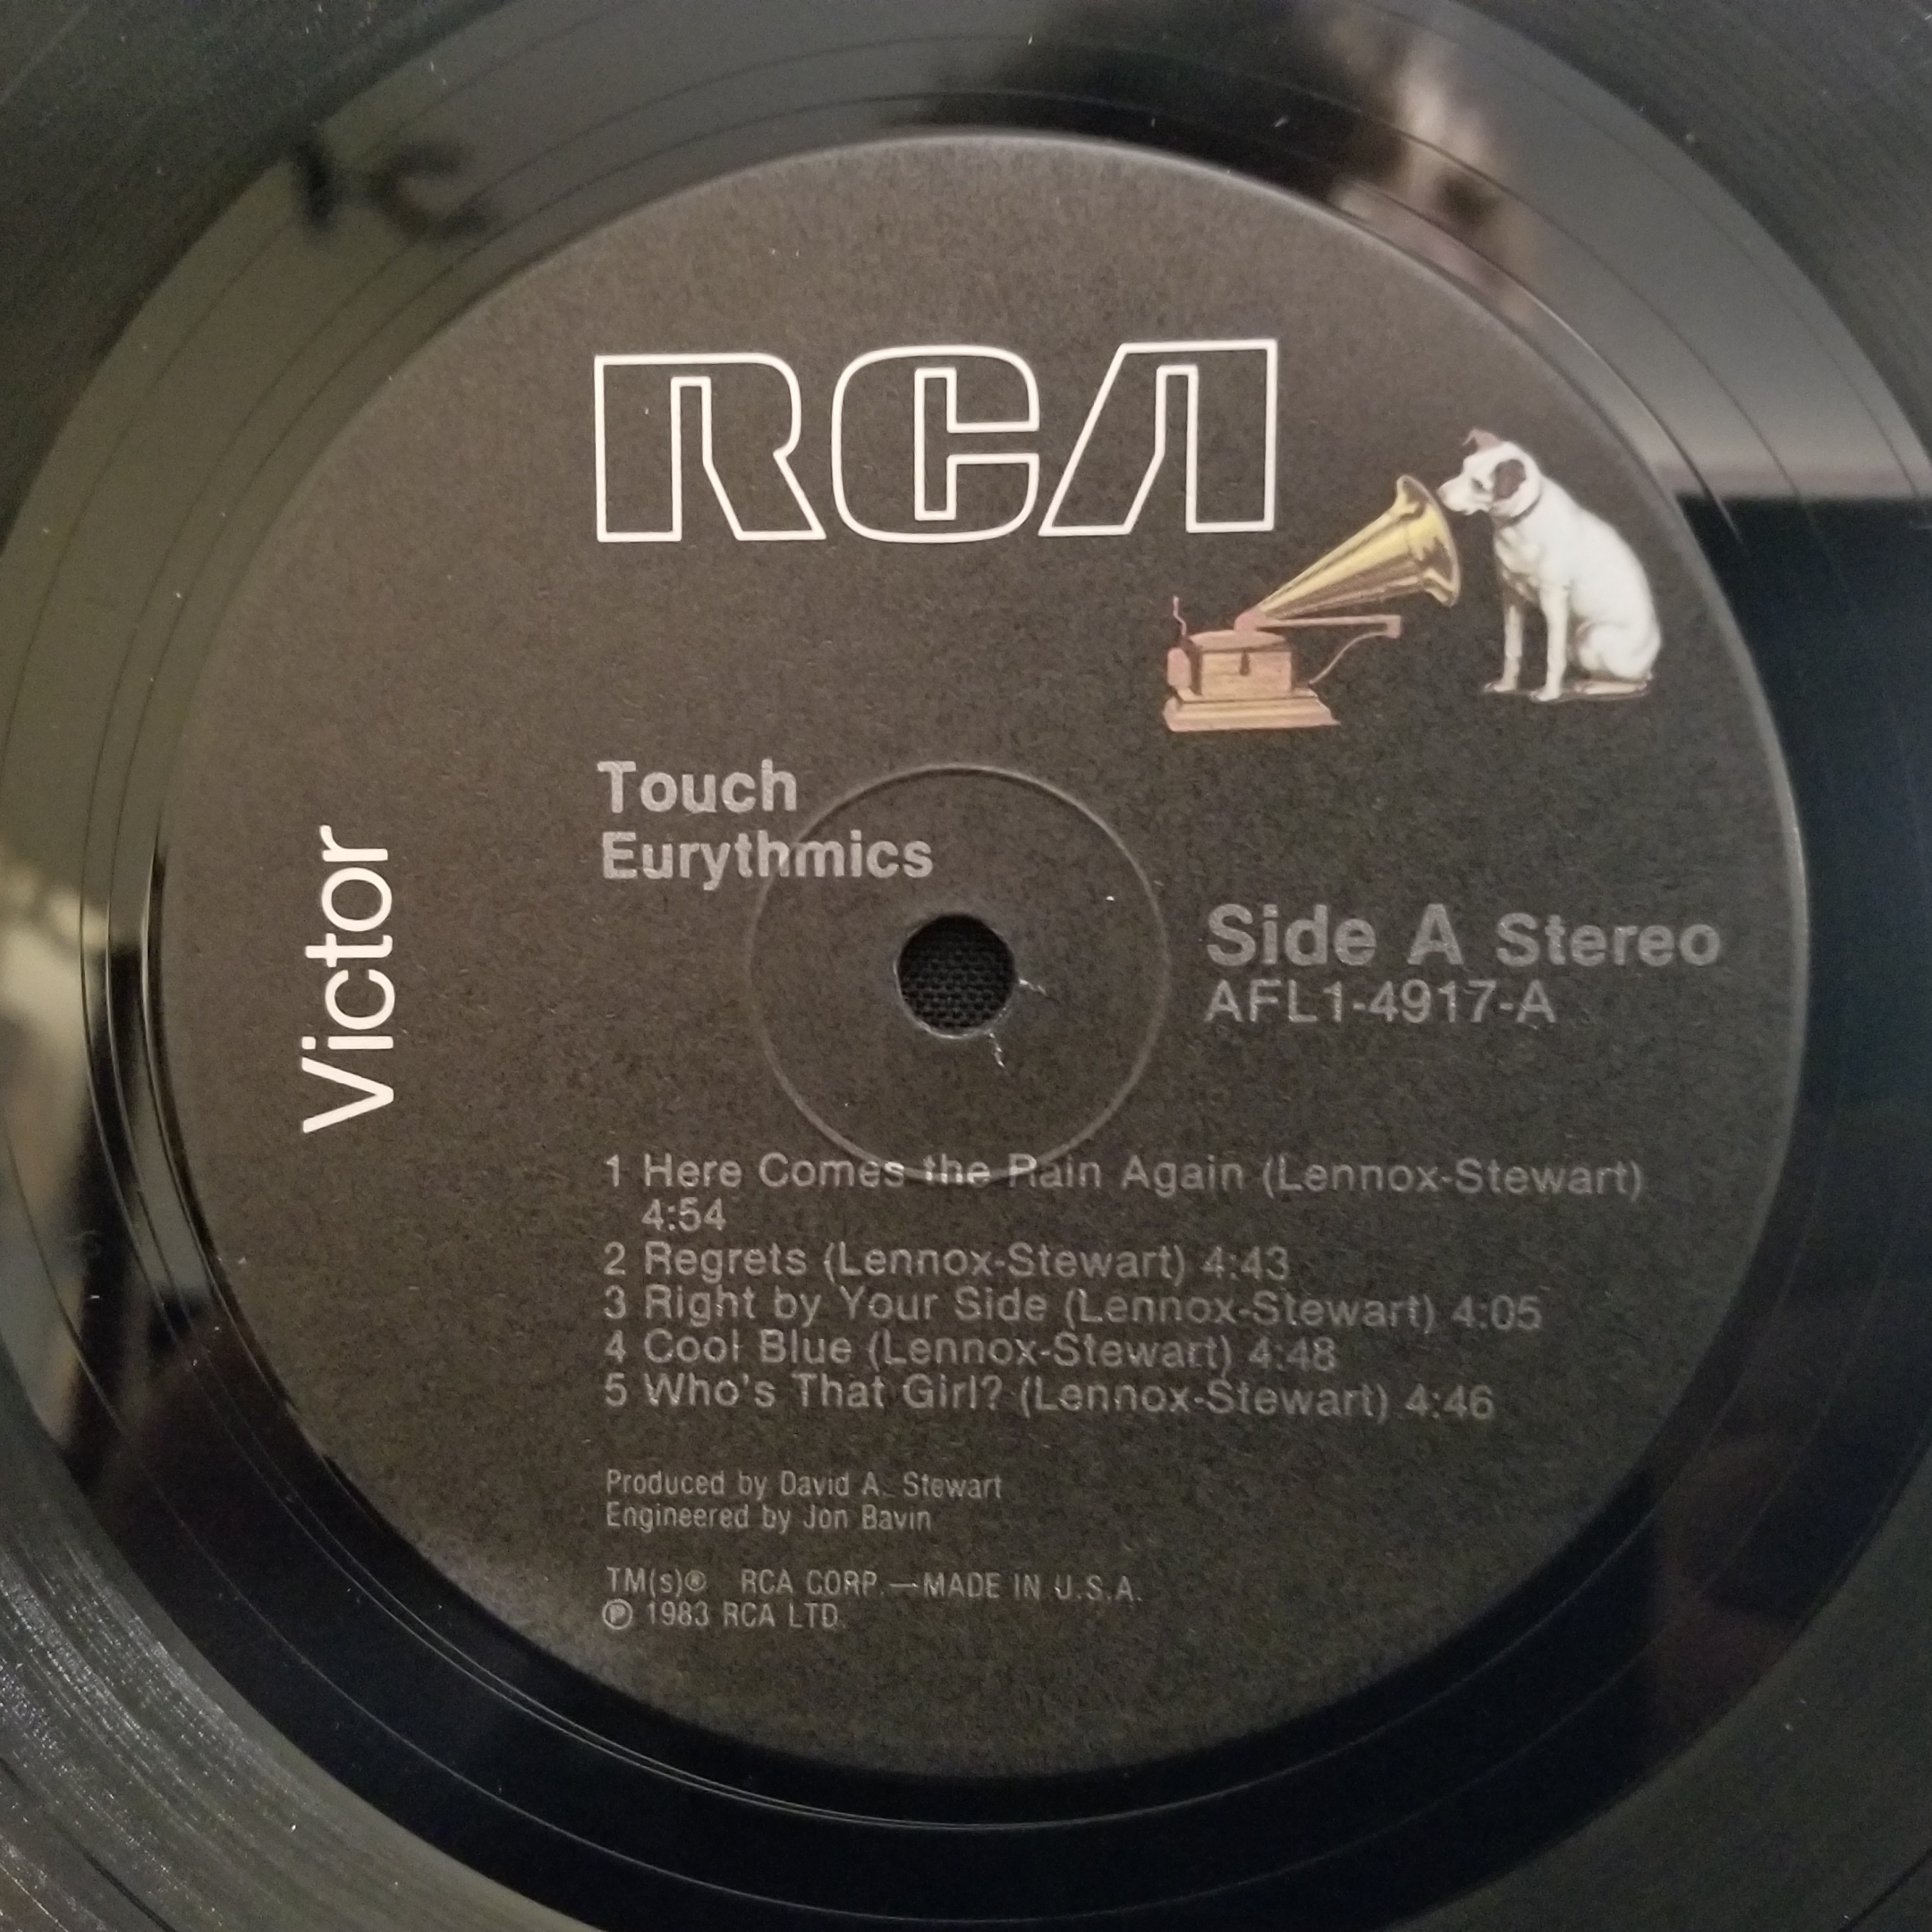 RCA
Victor
Touch
Eurythmics
Side A Stereo
AFL1-4917-A
1 Here Comes the Rain Again (Lennox-Stewart)
4:54
2 Regrets (Lennox-Stewart) 4:43
3 Right by Your Side (Lennox-Stewart) 4:05
4 Cool Blue (Lennox-Stewart) 4:48
5 Who's That Girl? (Lennox-Stewart) 4:46
Produced by David A. Stewart
Engineered by Jon Bavin
TM(s)® RCA CORP.—MADE IN U.S.A.
℗ 1983 RCA LTD.